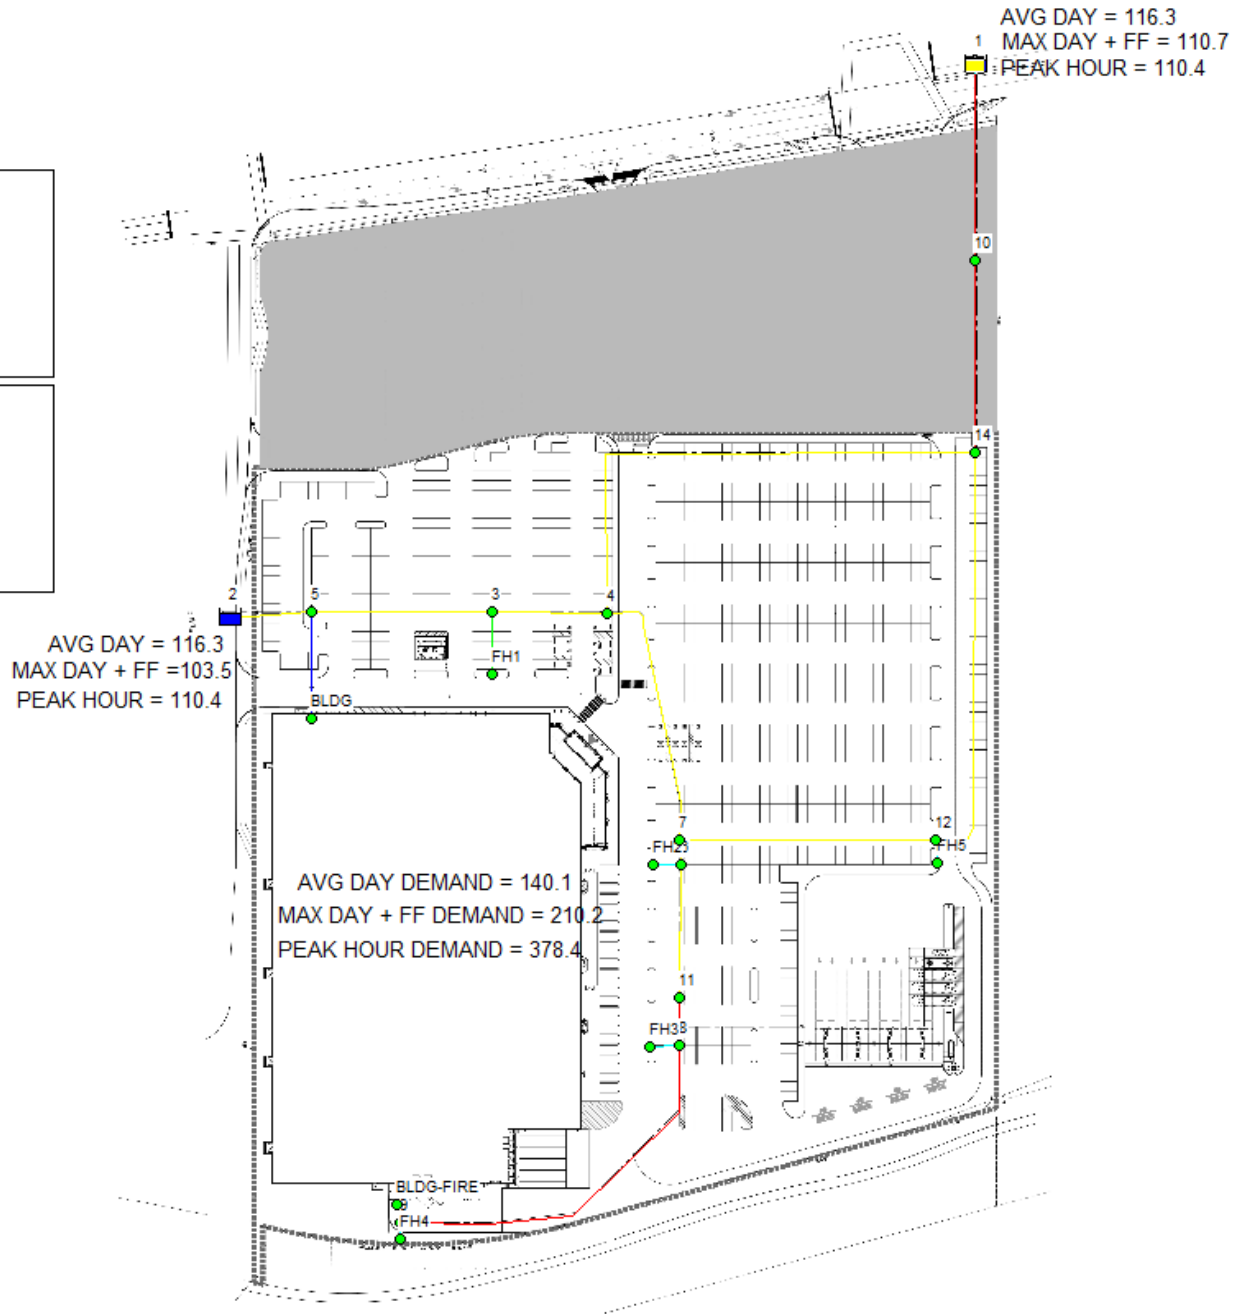 AVG DAY = 116.3
1
MAX DAY + FF = 110.7
PEAK HOUR = 110.4
10
14
2
5
3
4
AVG DAY = 116.3
MAX DAY + FF =103.5
PEAK HOUR = 110.4
FH1
BLDG
7
12
FH23
FH5
AVG DAY DEMAND = 140.1
MAX DAY + FF DEMAND = 210.2
PEAK HOUR DEMAND = 378.4
11
FH38
BLDG-FIRE
9
FH4